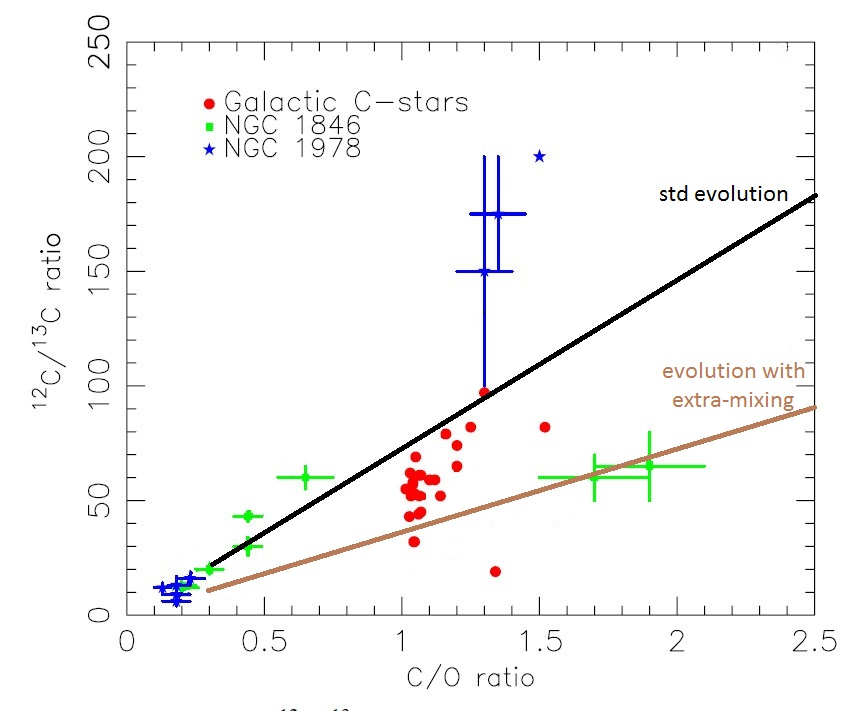 250
200
150
100
50
0
¹²C/¹³C ratio
Galactic C-stars
NGC 1846
NGC 1978
std evolution
evolution with
extra-mixing
0 0.5 1 1.5 2 2.5
C/O ratio